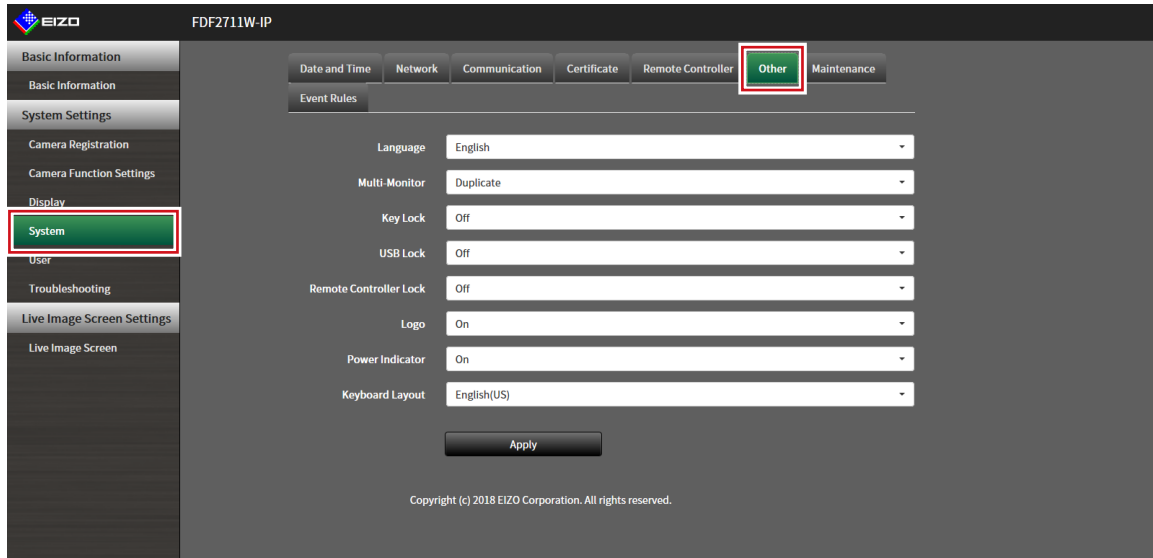 EIZO
FDF2711W-IP
Basic Information
Basic Information
System Settings
Camera Registration
Camera Function Settings
Display
System
User
Troubleshooting
Live Image Screen Settings
Live Image Screen
Date and Time Network Communication Certificate Remote Controller Other Maintenance
Event Rules
Language English
Multi-Monitor Duplicate
Key Lock Off
USB Lock Off
Remote Controller Lock Off
Logo On
Power Indicator On
Keyboard Layout English(US)
Apply
Copyright (c) 2018 EIZO Corporation. All rights reserved.